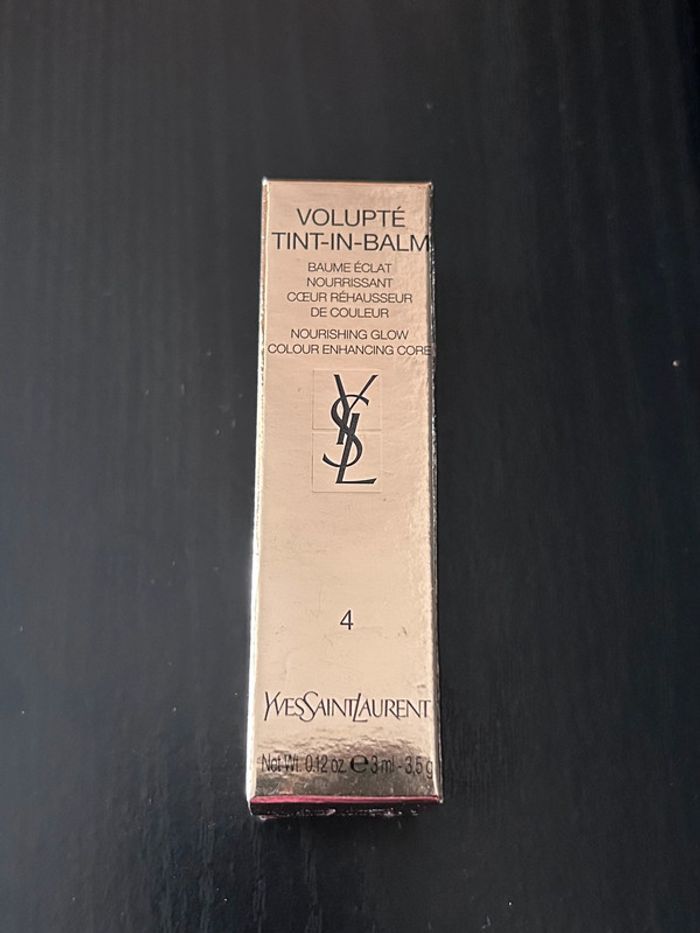 VOLUPTÉ
TINT-IN-BALM
BAUME ÉCLAT
NOURRISSANT
CŒUR RÉHAUSSEUR
DE COULEUR
NOURISHING GLOW
COLOUR ENHANCING CORE
YSL
4
YVESSAINTLAURENT
Net Wt. 0.12 oz. ℮ 3 ml - 3.5 g